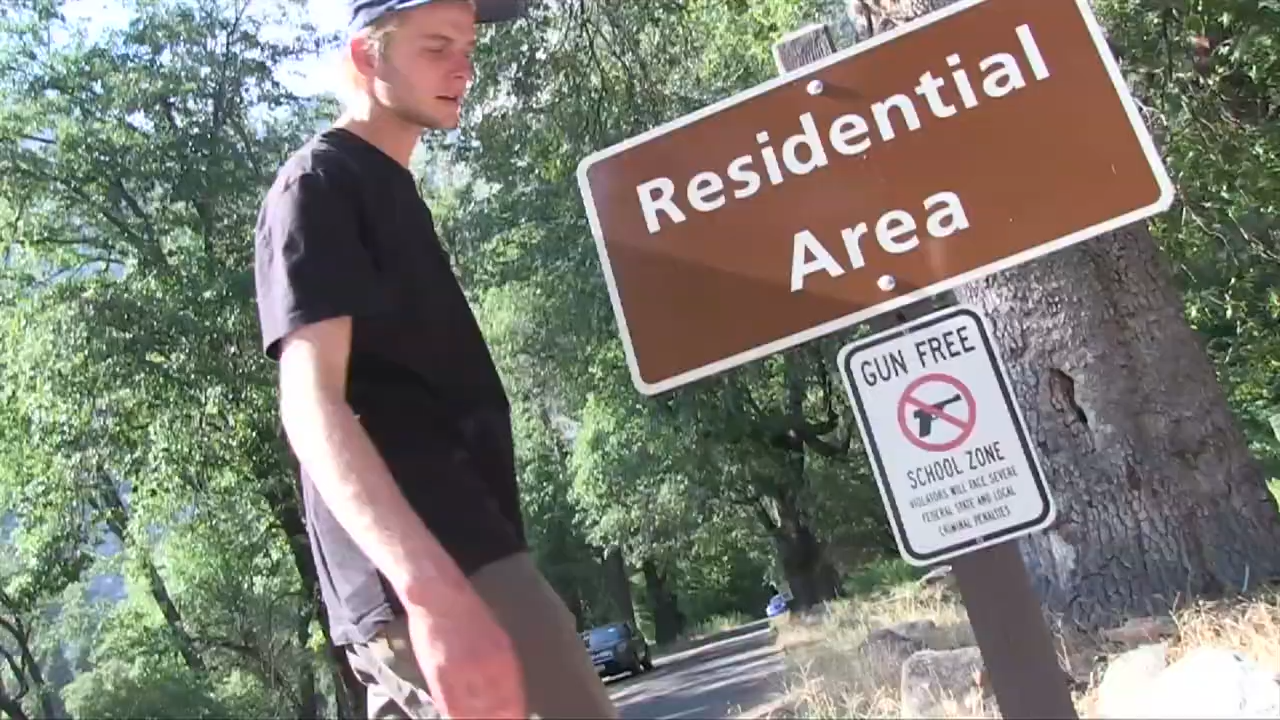 Residential
Area
GUN FREE
SCHOOL ZONE
VIOLATORS WILL FACE SEVERE
FEDERAL STATE AND LOCAL
CRIMINAL PENALTIES